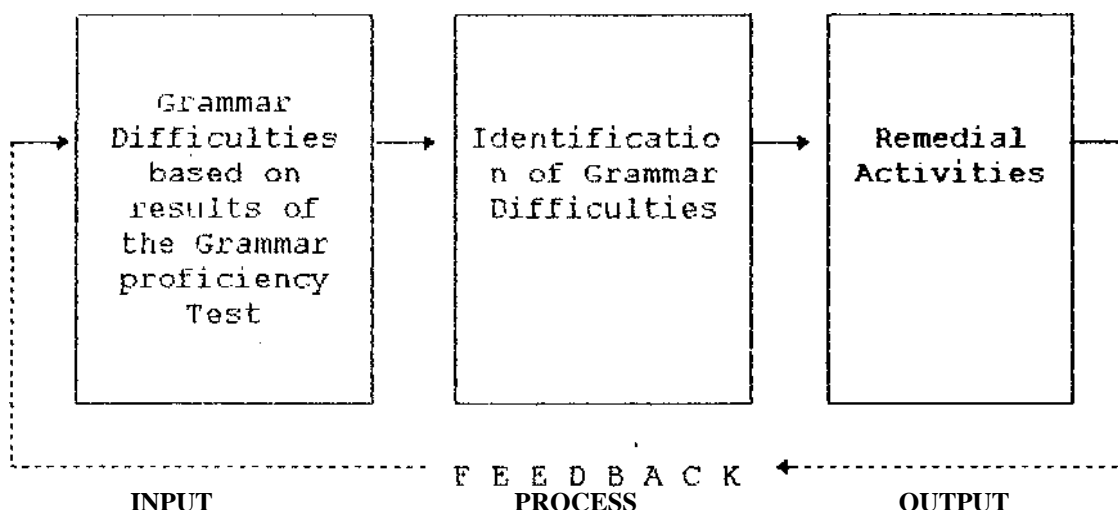 Grammar
Difficulties
based on
results of
the Grammar
proficiency
Test
Identificatio
n of Grammar
Difficulties
Remedial
Activities
F E E D B A C K
INPUT PROCESS OUTPUT